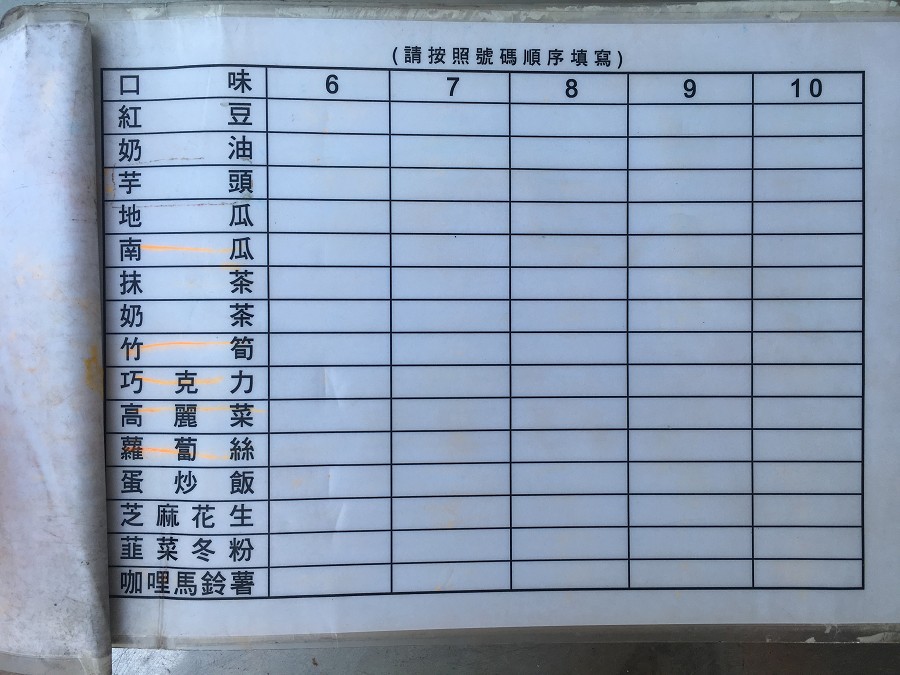 (請按照號碼順序填寫)
口味 6 7 8 9 10
紅豆
奶油
芋頭
地瓜
南瓜
抹茶
奶茶
竹筍
巧克力
高麗菜
蘿蔔絲
蛋炒飯
芝麻花生
韭菜冬粉
咖哩馬鈴薯